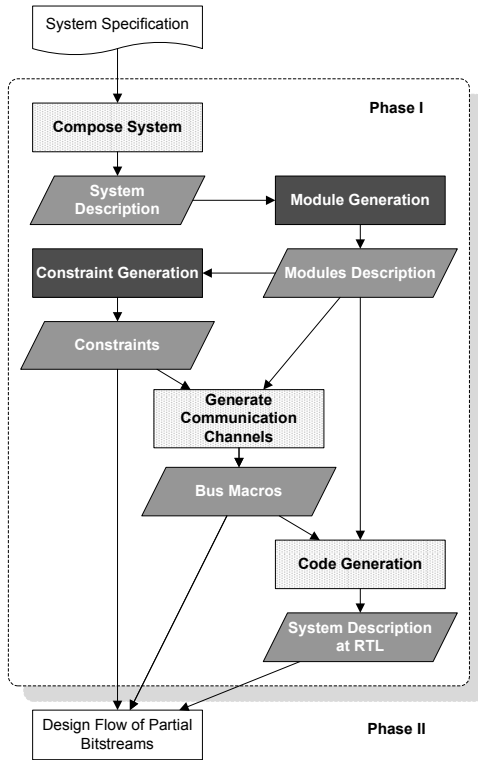 System Specification
Phase I
Compose System
System
Description
Module Generation
Constraint Generation
Modules Description
Constraints
Generate
Communication
Channels
Bus Macros
Code Generation
System Description
at RTL
Design Flow of Partial
Bitstreams
Phase II